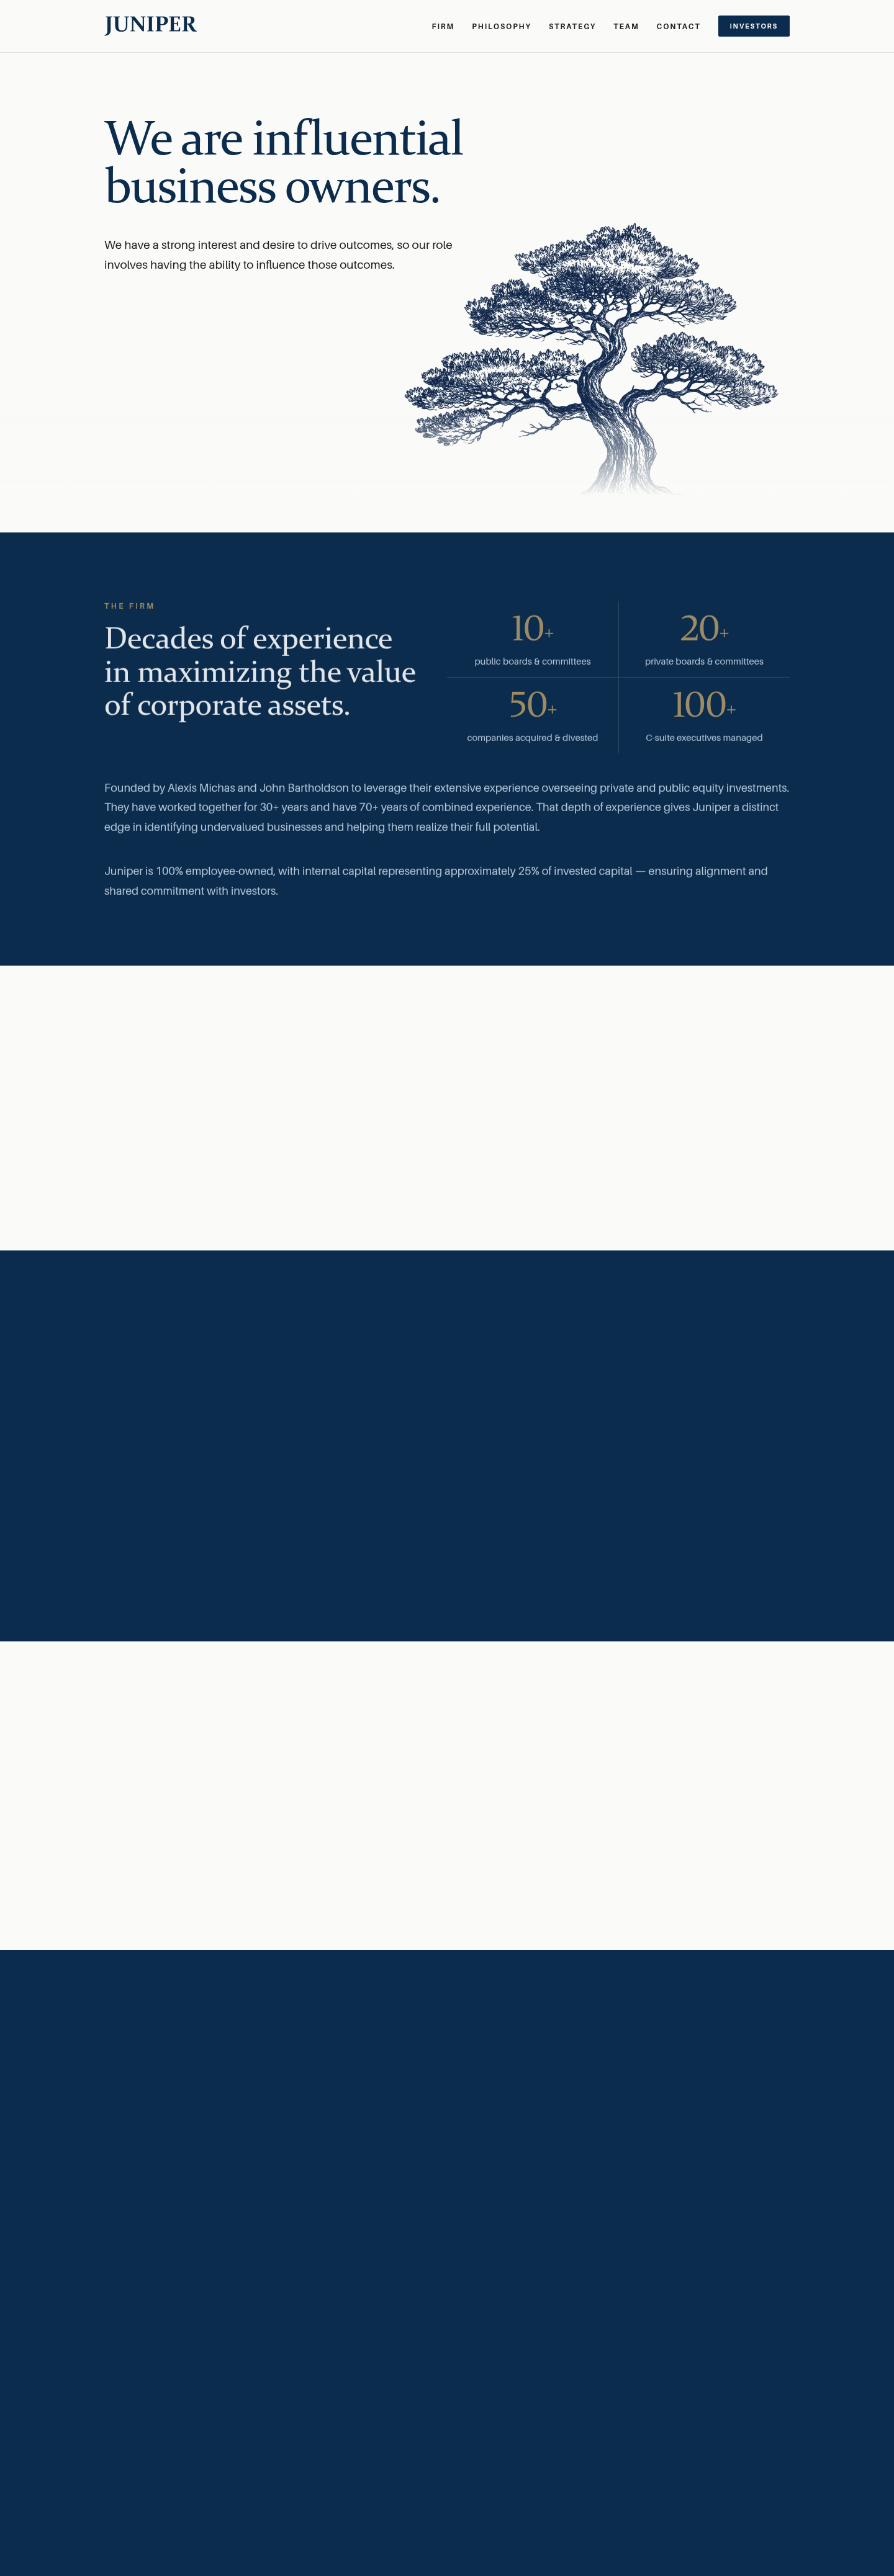 JUNIPER
FIRM PHILOSOPHY STRATEGY TEAM CONTACT INVESTORS
We are influential
business owners.
We have a strong interest and desire to drive outcomes, so our role
involves having the ability to influence those outcomes.
THE FIRM
Decades of experience
in maximizing the value
of corporate assets.
10+
public boards & committees
20+
private boards & committees
50+
companies acquired & divested
100+
C-suite executives managed
Founded by Alexis Michas and John Bartholdson to leverage their extensive experience overseeing private and public equity investments.
They have worked together for 30+ years and have 70+ years of combined experience. That depth of experience gives Juniper a distinct
edge in identifying undervalued businesses and helping them realize their full potential.
Juniper is 100% employee-owned, with internal capital representing approximately 25% of invested capital — ensuring alignment and
shared commitment with investors.